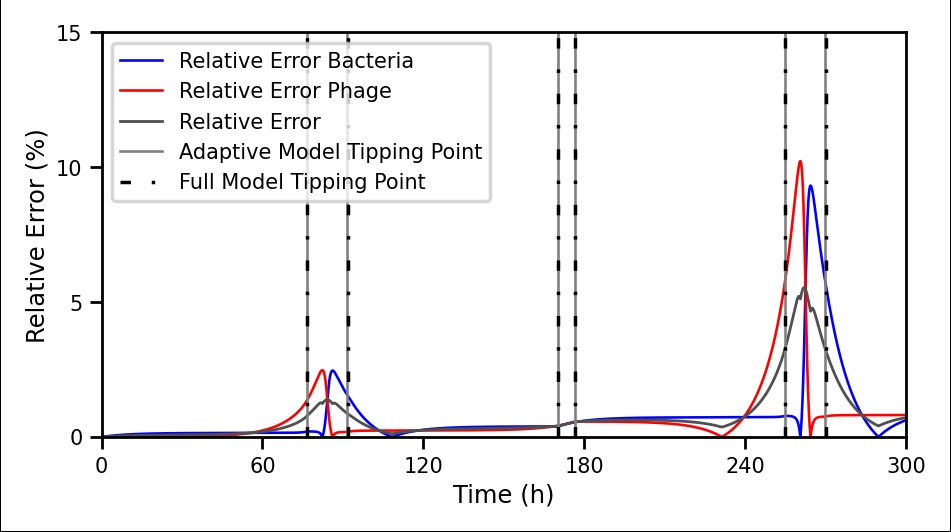 15
10
5
0
Relative Error (%)
Relative Error Bacteria
Relative Error Phage
Relative Error
Adaptive Model Tipping Point
Full Model Tipping Point
0 60 120 180 240 300
Time (h)